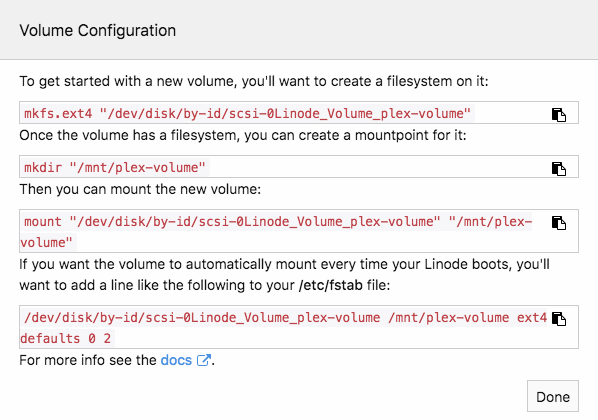 Volume Configuration
To get started with a new volume, you'll want to create a filesystem on it:
mkfs.ext4 "/dev/disk/by-id/scsi-0Linode_Volume_plex-volume"
Once the volume has a filesystem, you can create a mountpoint for it:
mkdir "/mnt/plex-volume"
Then you can mount the new volume:
mount "/dev/disk/by-id/scsi-0Linode_Volume_plex-volume" "/mnt/plex-
volume"
If you want the volume to automatically mount every time your Linode boots, you'll
want to add a line like the following to your /etc/fstab file:
/dev/disk/by-id/scsi-0Linode_Volume_plex-volume /mnt/plex-volume ext4
defaults 0 2
For more info see the docs.
Done